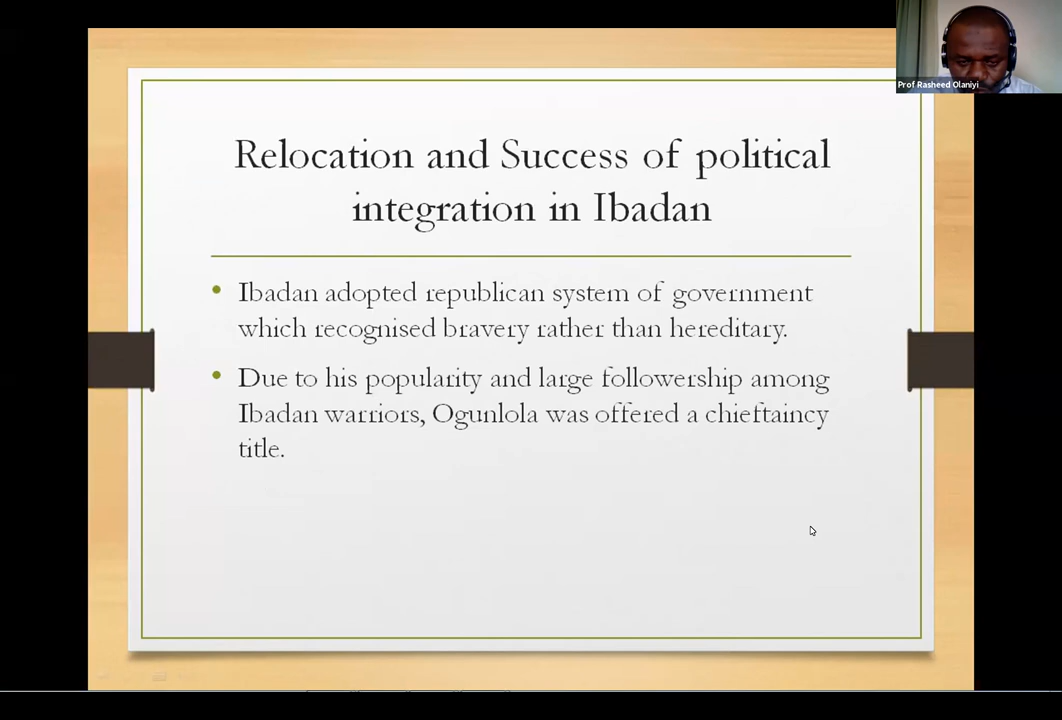 Prof Rasheed Olaniyi
Relocation and Success of political
integration in Ibadan
Ibadan adopted republican system of government
which recognised bravery rather than hereditary.
Due to his popularity and large followership among
Ibadan warriors, Ogunlola was offered a chieftaincy
title.